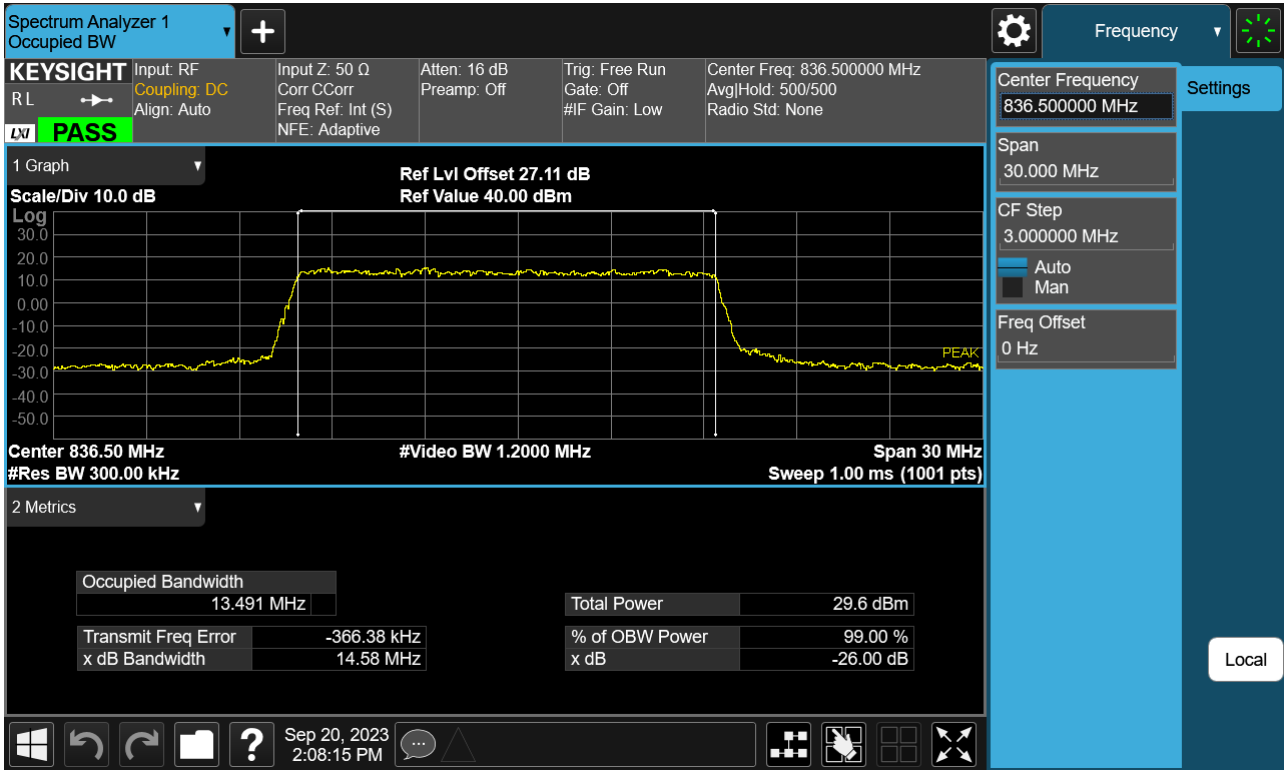 Spectrum Analyzer 1
Occupied BW
+
Frequency
KEYSIGHT
R L
LXI
PASS
Input: RF
Coupling: DC
Align: Auto
Input Z: 50 Ω
Corr CCorr
Freq Ref: Int (S)
NFE: Adaptive
Atten: 16 dB
Preamp: Off
Trig: Free Run
Gate: Off
#IF Gain: Low
Center Freq: 836.500000 MHz
Avg|Hold: 500/500
Radio Std: None
Center Frequency
836.500000 MHz
Settings
Span
30.000 MHz
CF Step
3.000000 MHz
Auto
Man
Freq Offset
0 Hz
Local
1 Graph
Scale/Div 10.0 dB
Ref Lvl Offset 27.11 dB
Ref Value 40.00 dBm
Log
30.0
20.0
10.0
0.00
-10.0
-20.0
-30.0
-40.0
-50.0
PEAK
Center 836.50 MHz
#Video BW 1.2000 MHz
Span 30 MHz
#Res BW 300.00 kHz
Sweep 1.00 ms (1001 pts)
2 Metrics
Occupied Bandwidth
13.491 MHz
Total Power 29.6 dBm
Transmit Freq Error -366.38 kHz
% of OBW Power 99.00 %
x dB Bandwidth 14.58 MHz
x dB -26.00 dB
?
Sep 20, 2023
2:08:15 PM